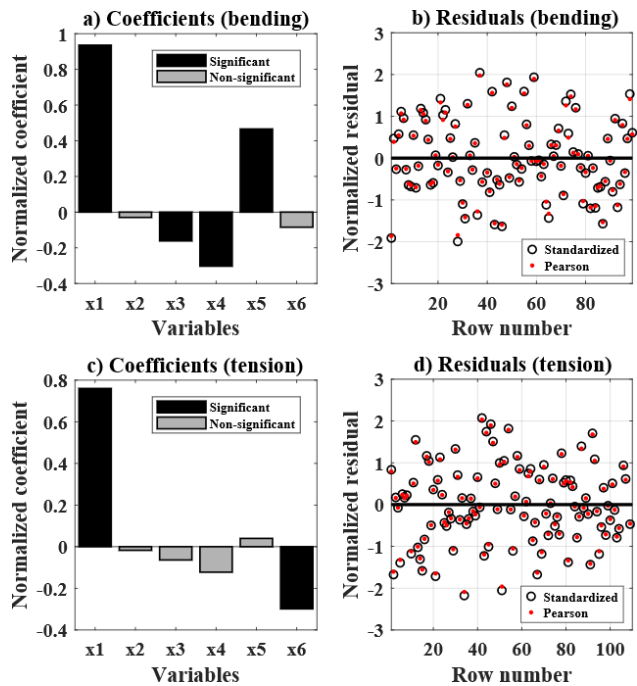 a) Coefficients (bending)
Normalized coefficient
1
0.8
0.6
0.4
0.2
0
-0.2
-0.4
Significant
Non-significant
x1 x2 x3 x4 x5 x6
Variables
b) Residuals (bending)
Normalized residual
3
2
1
0
-1
-2
-3
Standardized
Pearson
20 40 60 80
Row number
c) Coefficients (tension)
Normalized coefficient
0.8
0.6
0.4
0.2
0
-0.2
-0.4
Significant
Non-significant
x1 x2 x3 x4 x5 x6
Variables
d) Residuals (tension)
Normalized residual
3
2
1
0
-1
-2
-3
Standardized
Pearson
20 40 60 80 100
Row number